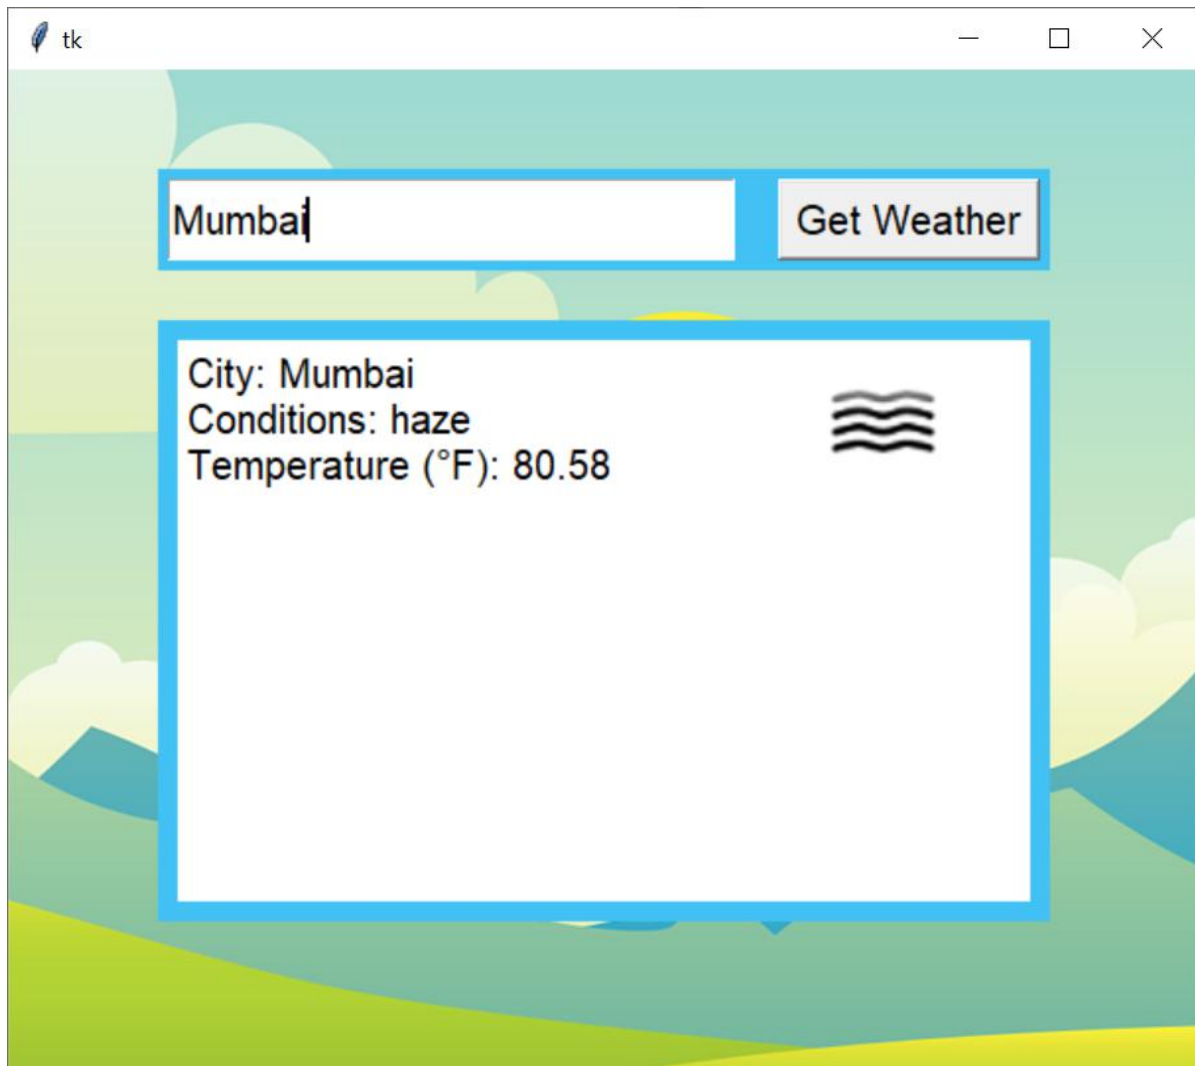 tk
Mumbai
Get Weather
City: Mumbai
Conditions: haze
Temperature (°F): 80.58